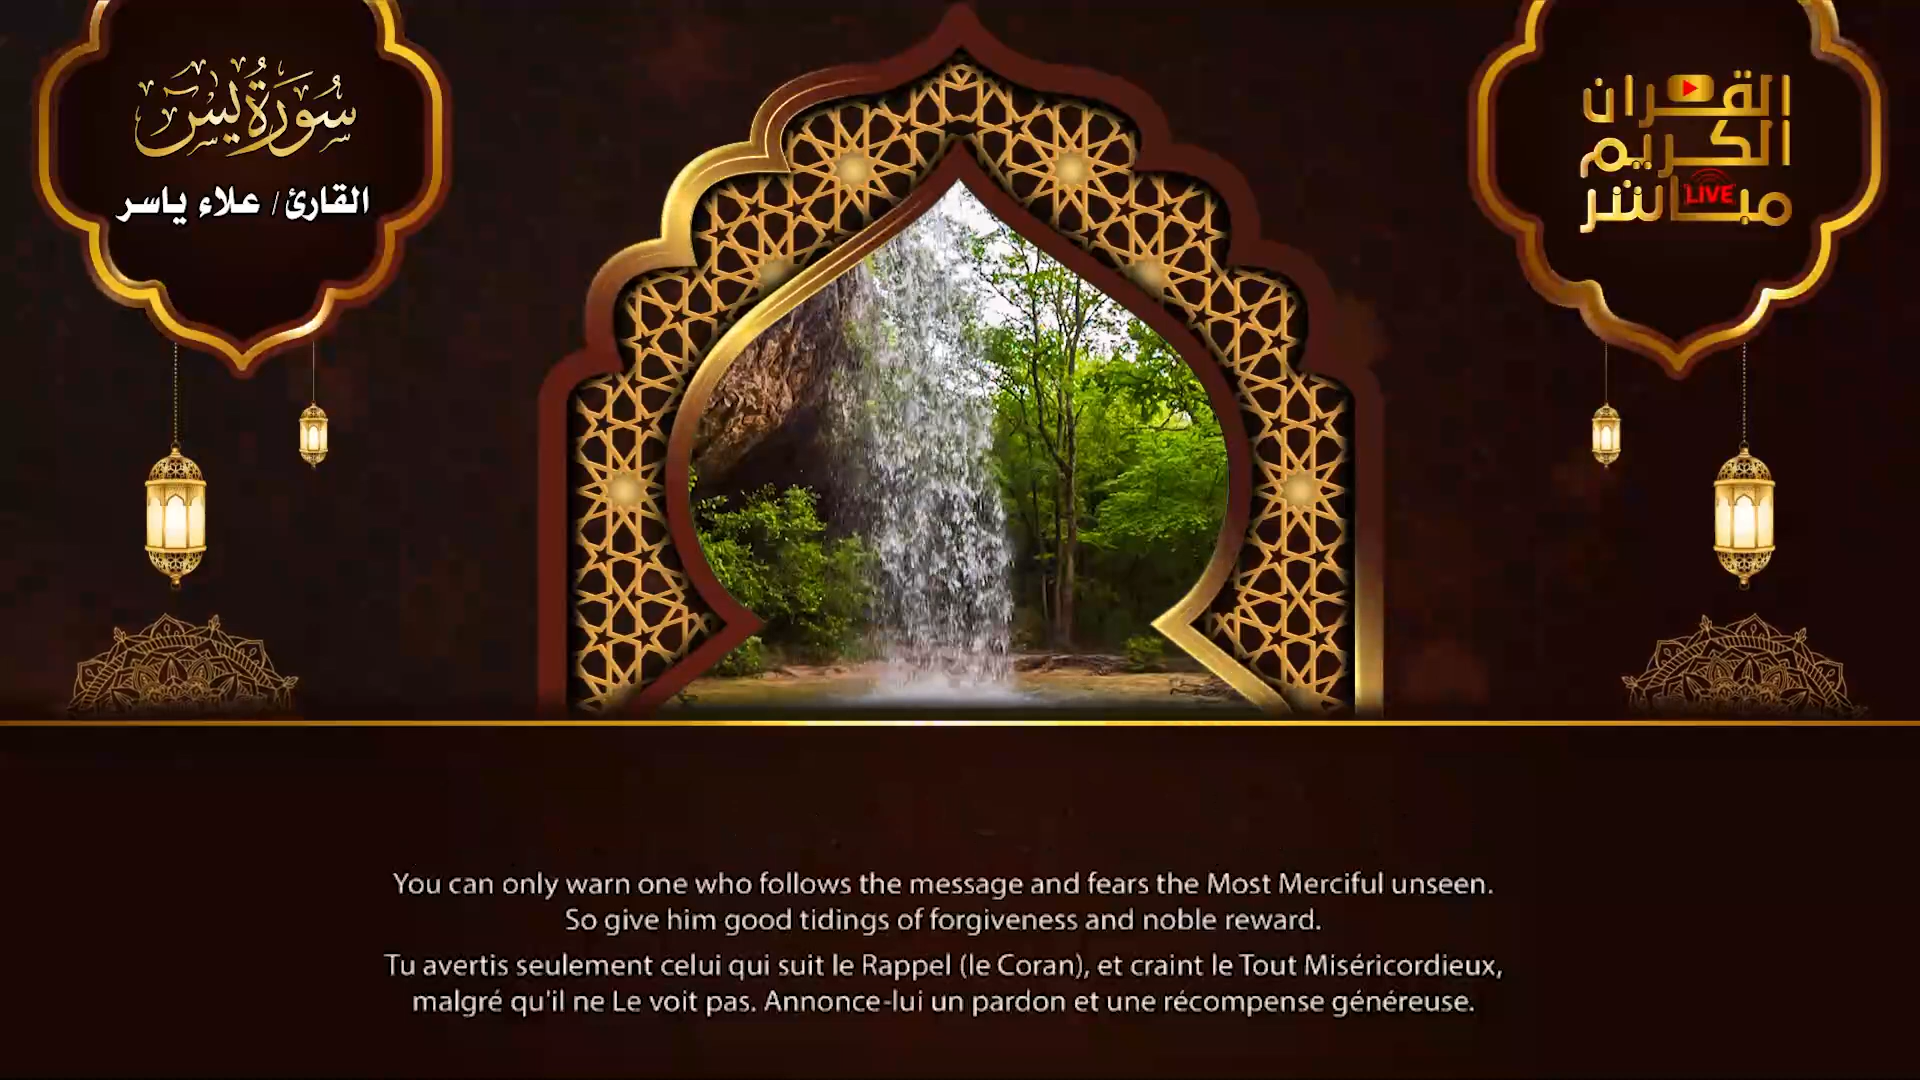 سُورَةُ يس
القارئ/ علاء ياسر
القرآن
الكريم
مباشر
LIVE
You can only warn one who follows the message and fears the Most Merciful unseen.
So give him good tidings of forgiveness and noble reward.
Tu avertis seulement celui qui suit le Rappel (le Coran), et craint le Tout Miséricordieux,
malgré qu'il ne Le voit pas. Annonce-lui un pardon et une récompense généreuse.